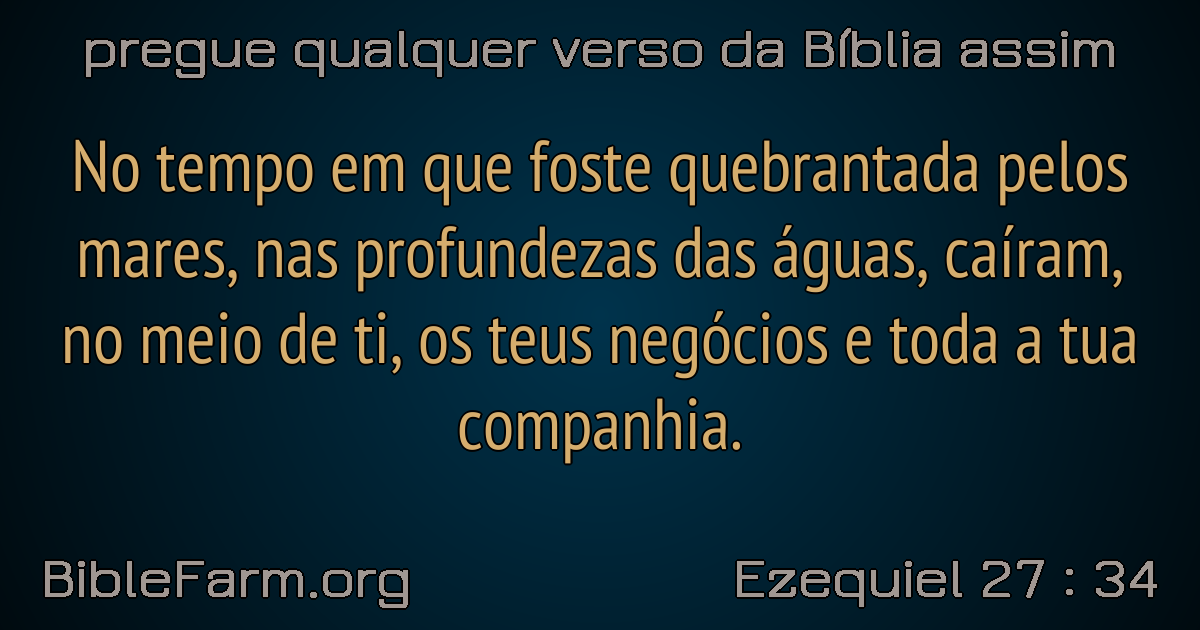 pregue qualquer verso da Bíblia assim
No tempo em que foste quebrantada pelos
mares, nas profundezas das águas, caíram,
no meio de ti, os teus negócios e toda a tua
companhia.
BibleFarm.org
Ezequiel 27 : 34